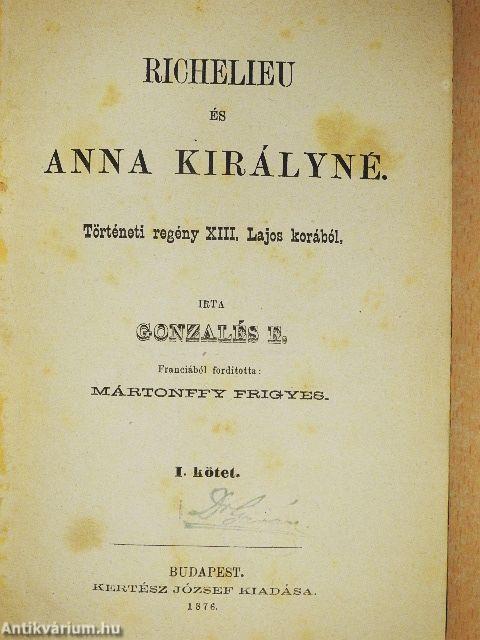 RICHELIEU
ÉS
ANNA KIRÁLYNÉ.
Történeti regény XIII. Lajos korából,
IRTA
GONZALÉS E.
Franciából forditotta:
MÁRTONFFY FRIGYES.
I. kötet.
BUDAPEST.
KERTÉSZ JÓZSEF KIADÁSA.
1876.
Antikvárium.hu